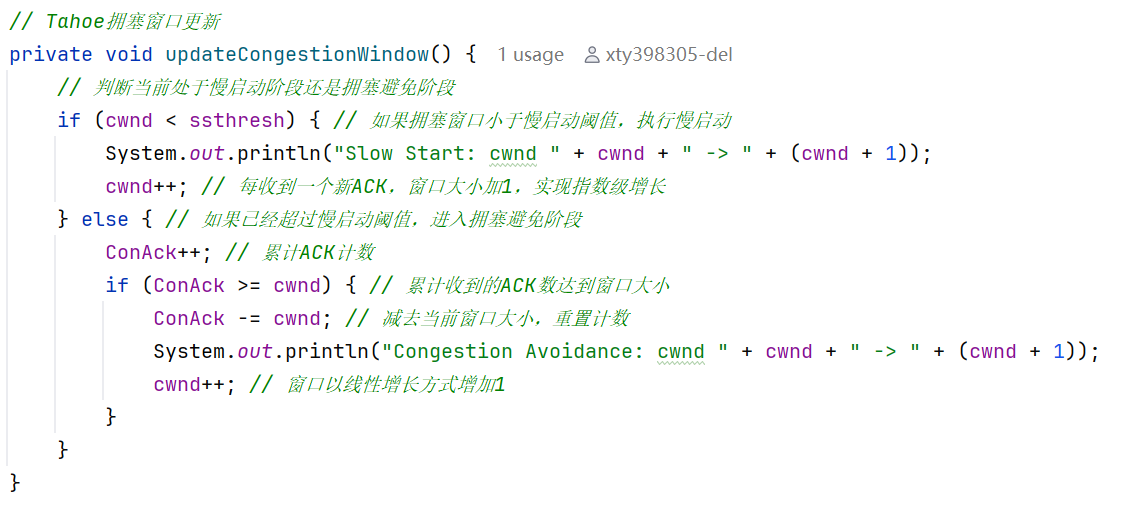 // Tahoe拥塞窗口更新
private void updateCongestionWindow() { 1 usage xty398305-del
// 判断当前处于慢启动阶段还是拥塞避免阶段
if (cwnd < ssthresh) { // 如果拥塞窗口小于慢启动阈值，执行慢启动
System.out.println("Slow Start: cwnd " + cwnd + " -> " + (cwnd + 1));
cwnd++; // 每收到一个新ACK，窗口大小加1，实现指数级增长
} else { // 如果已经超过慢启动阈值，进入拥塞避免阶段
ConAck++; // 累计ACK计数
if (ConAck >= cwnd) { // 累计收到的ACK数达到窗口大小
ConAck -= cwnd; // 减去当前窗口大小，重置计数
System.out.println("Congestion Avoidance: cwnd " + cwnd + " -> " + (cwnd + 1));
cwnd++; // 窗口以线性增长方式增加1
}
}
}